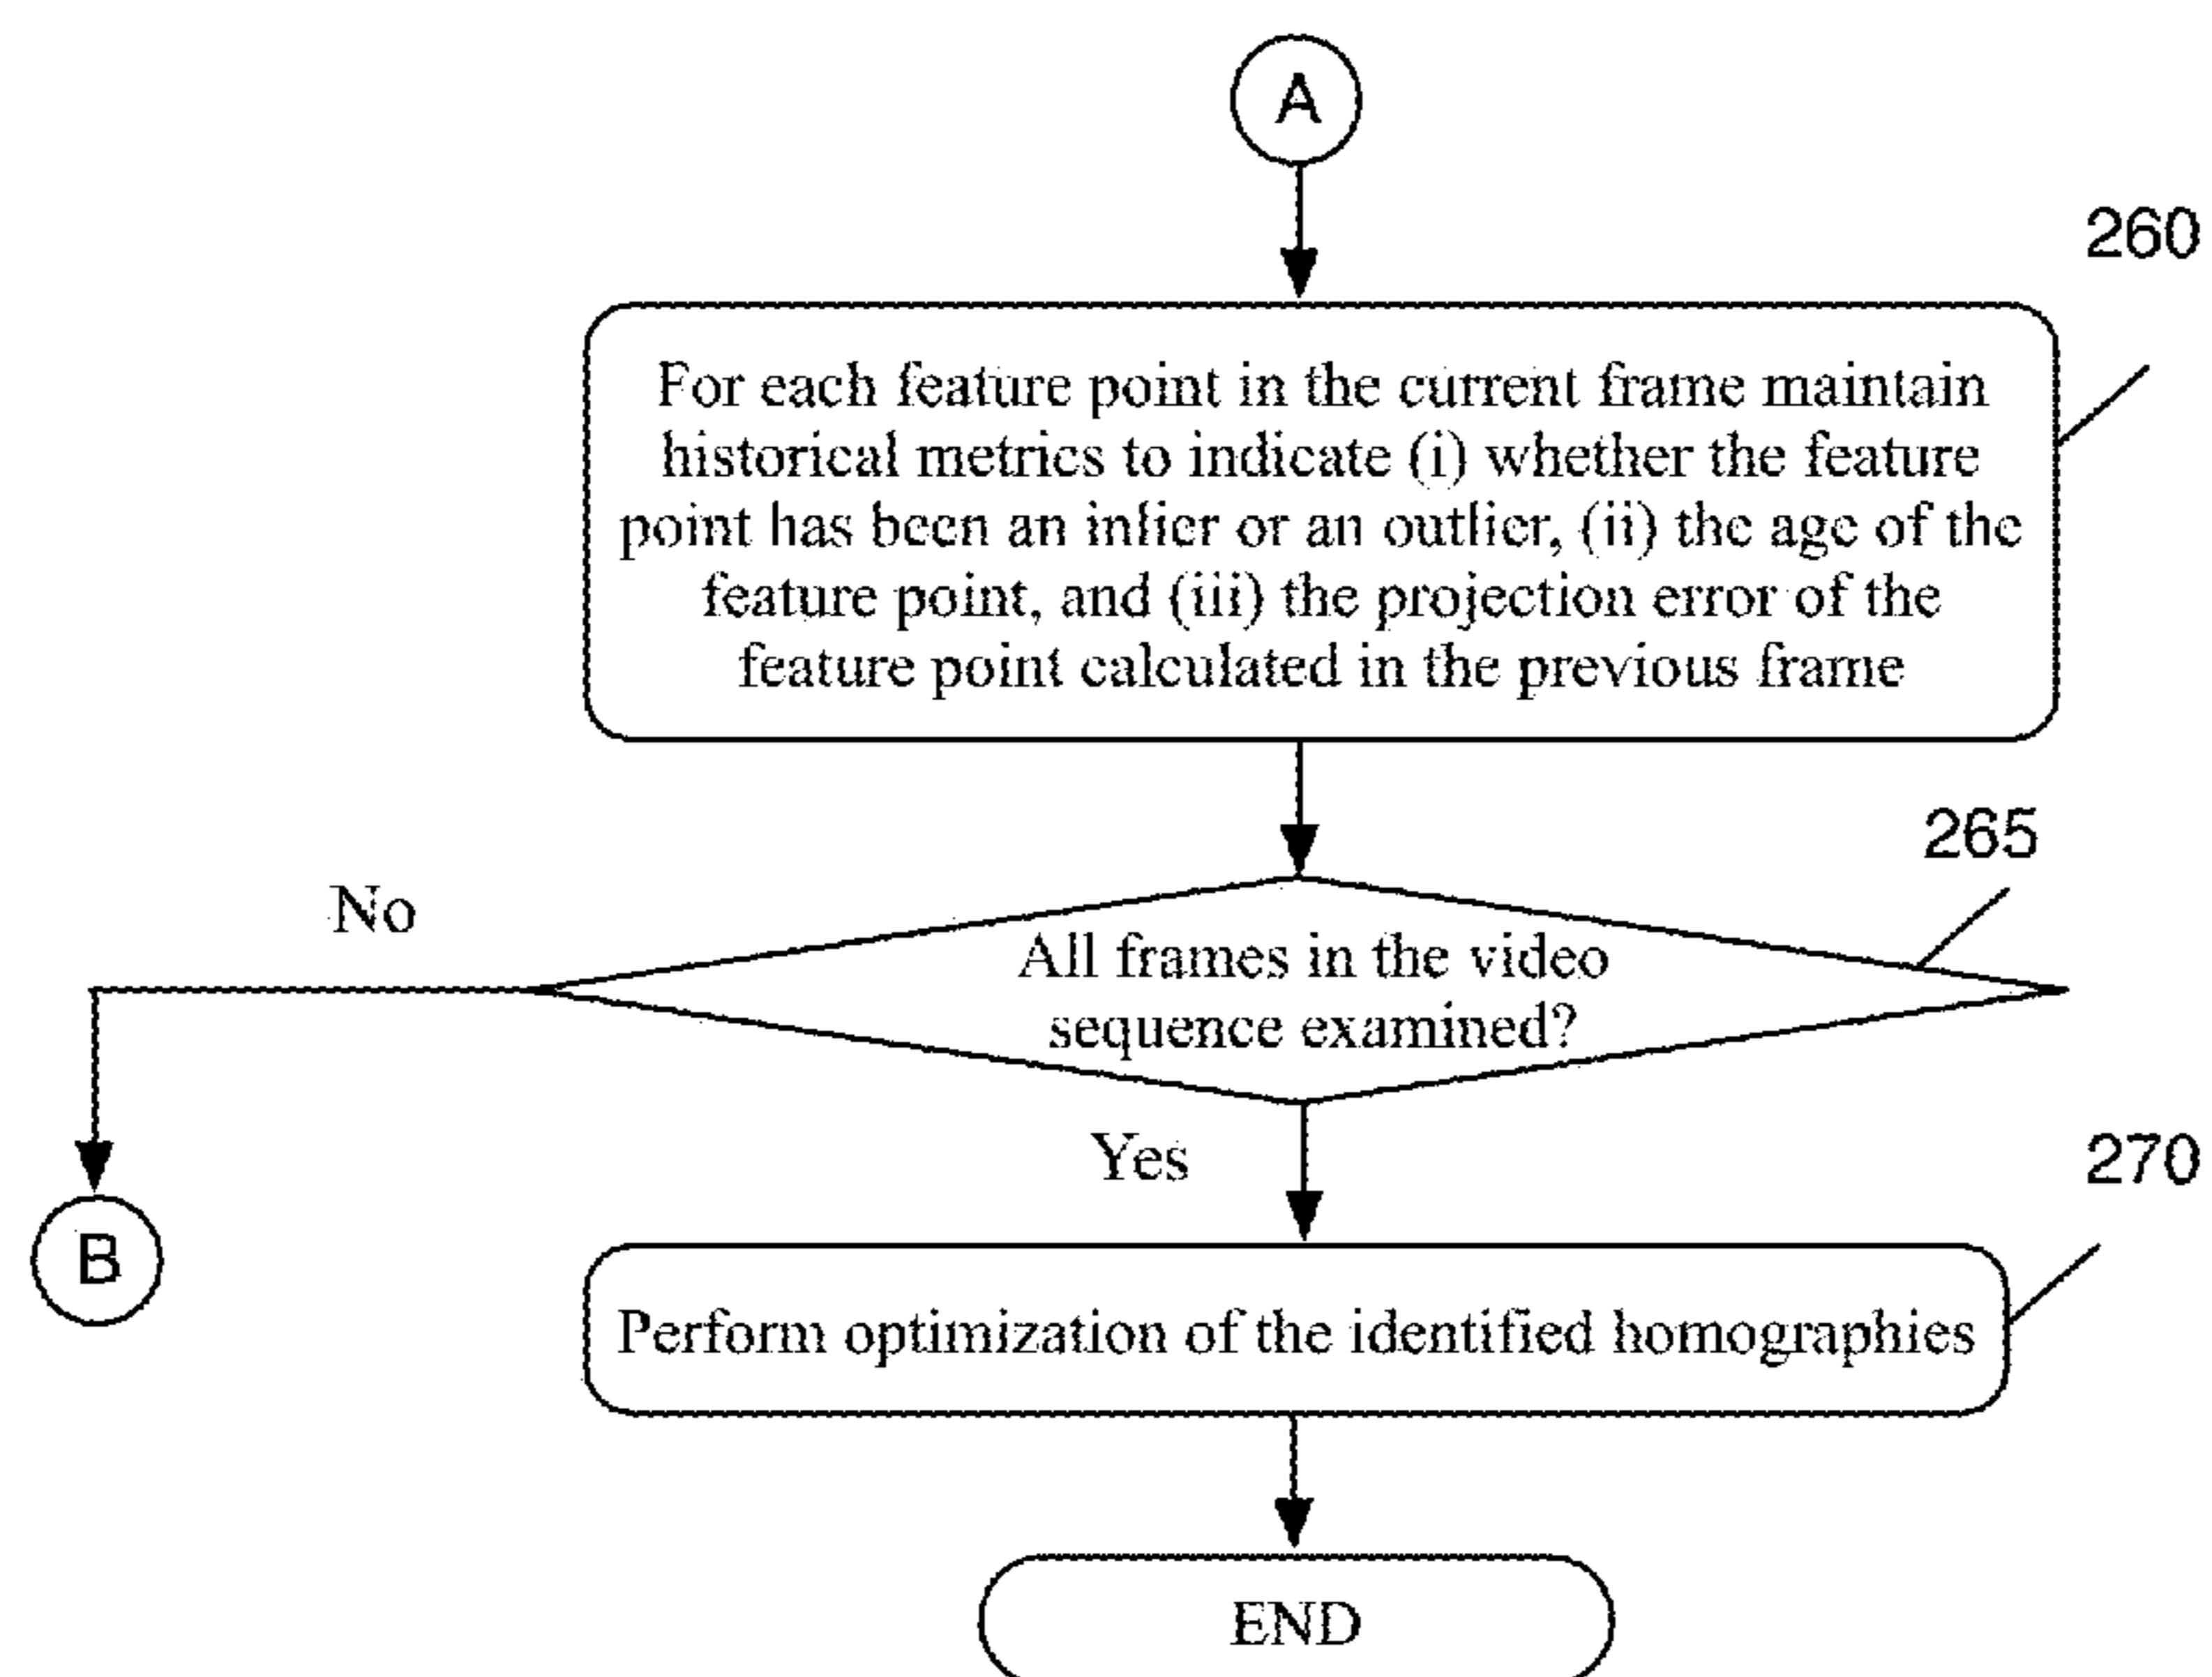 A
260
For each feature point in the current frame maintain
historical metrics to indicate (i) whether the feature
point has been an inlier or an outlier, (ii) the age of the
feature point, and (iii) the projection error of the
feature point calculated in the previous frame
265
No
All frames in the video
sequence examined?
Yes
270
B
Perform optimization of the identified homographies
END